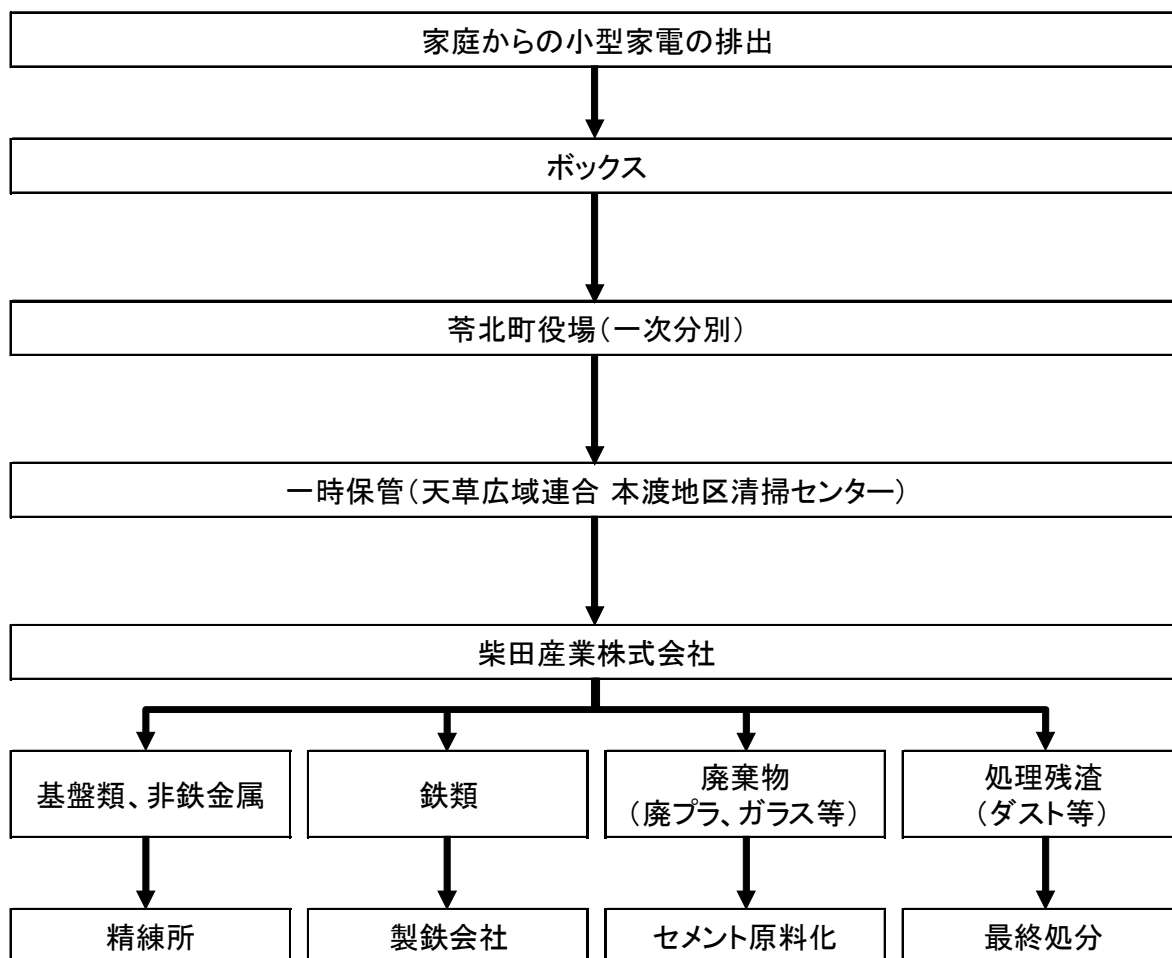 家庭からの小型家電の排出
ボックス
苓北町役場（一次分別）
一時保管（天草広域連合 本渡地区清掃センター）
柴田産業株式会社
基盤類、非鉄金属
鉄類
廃棄物
（廃プラ、ガラス等）
処理残渣
（ダスト等）
精練所
製鉄会社
セメント原料化
最終処分